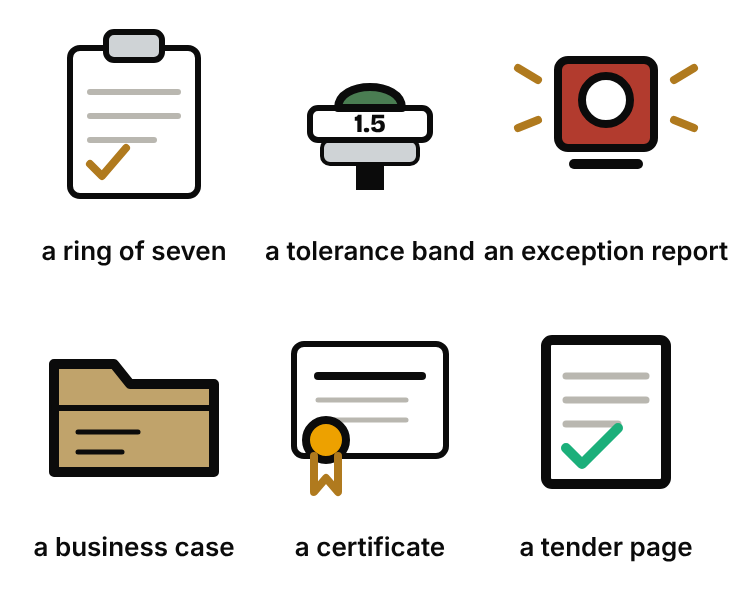 1.5
a ring of seven
a tolerance band
an exception report
a business case
a certificate
a tender page